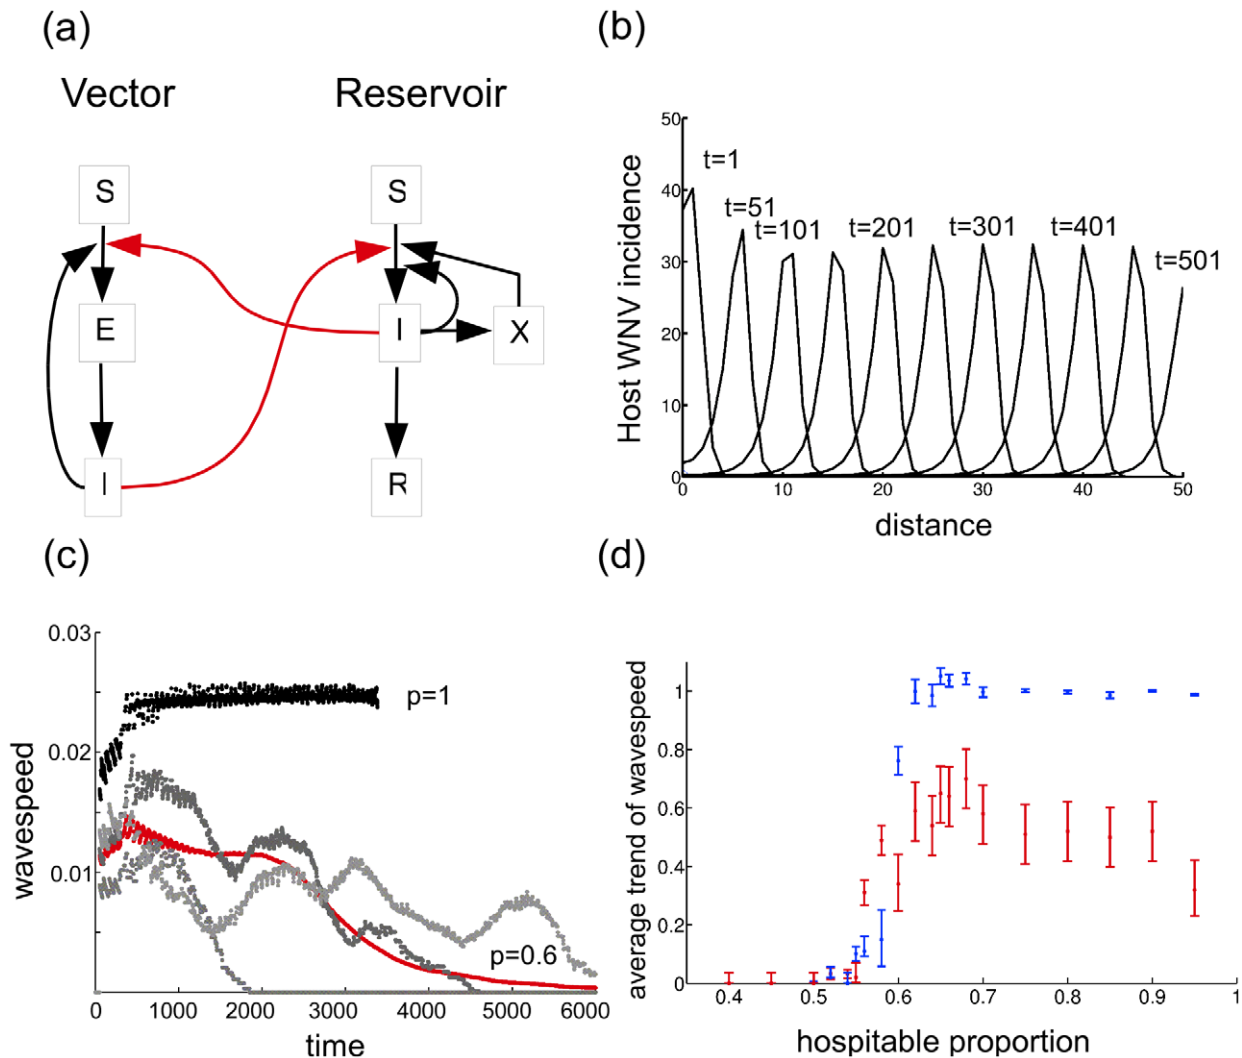 (a)
Vector
Reservoir
S
E
I
S
I
X
R
(b)
Host WNV incidence
50
40
30
20
10
0
t=1
t=51
t=101
t=201
t=301
t=401
t=501
0
10
20
30
40
50
distance
(c)
wavespeed
0.03
0.02
0.01
p=1
p=0.6
0
1000
2000
3000
4000
5000
6000
time
(d)
average trend of wavespeed
1
0.8
0.6
0.4
0.2
0
0.4
0.5
0.6
0.7
0.8
0.9
1
hospitable proportion